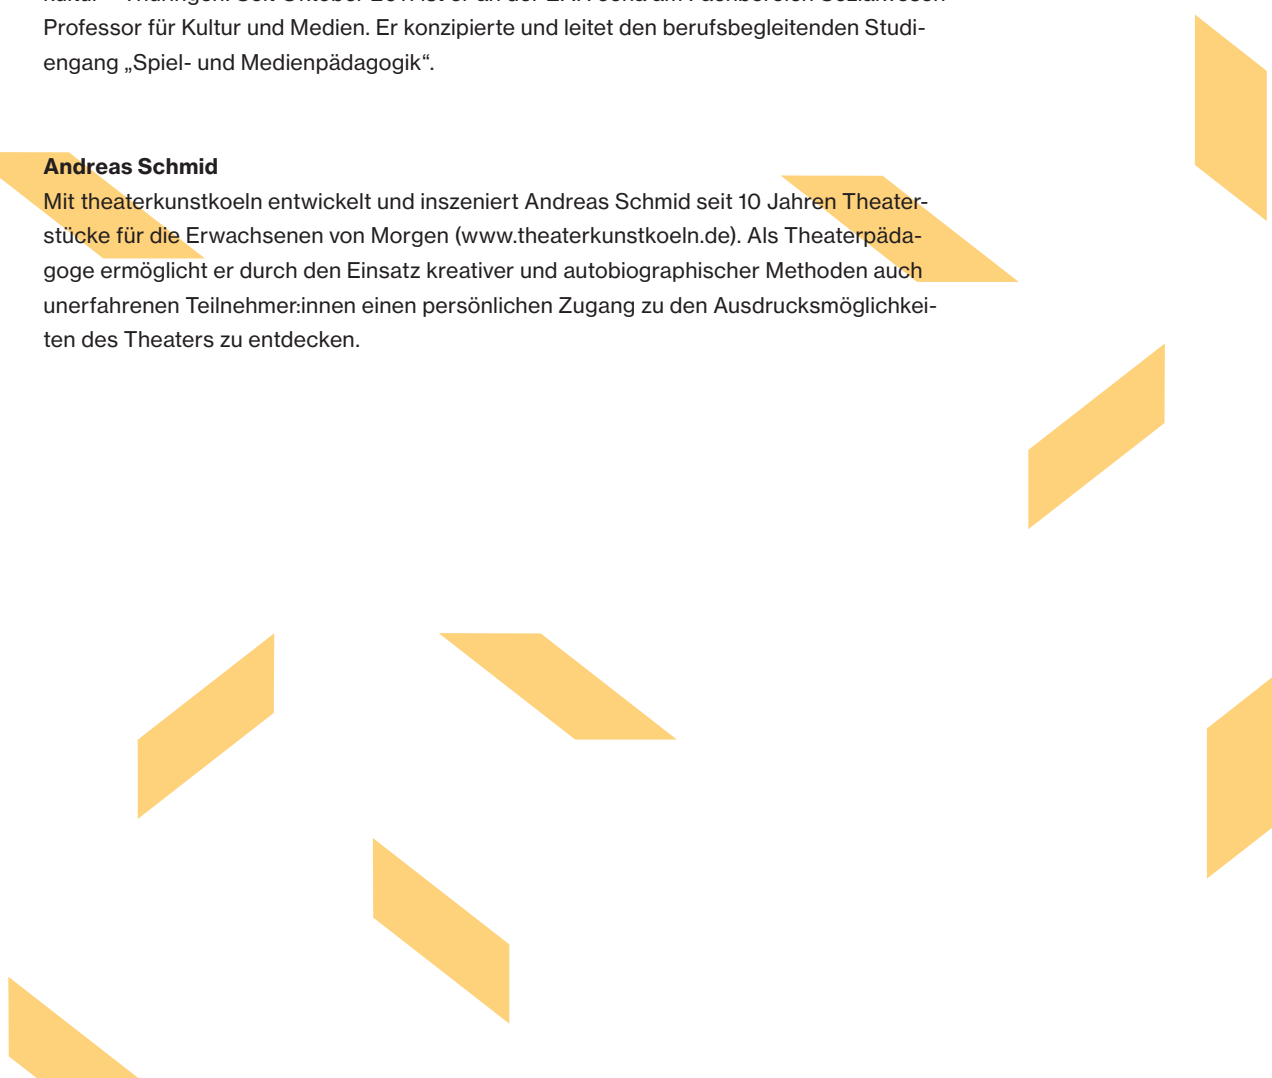 Professor für Kultur und Medien. Er konzipierte und leitet den berufsbegleitenden Studi-
engang „Spiel- und Medienpädagogik“.
Andreas Schmid
Mit theaterkunstkoeln entwickelt und inszeniert Andreas Schmid seit 10 Jahren Theater-
stücke für die Erwachsenen von Morgen (www.theaterkunstkoeln.de). Als Theaterpäda-
goge ermöglicht er durch den Einsatz kreativer und autobiographischer Methoden auch
unerfahrenen Teilnehmer:innen einen persönlichen Zugang zu den Ausdrucksmöglichkei-
ten des Theaters zu entdecken.